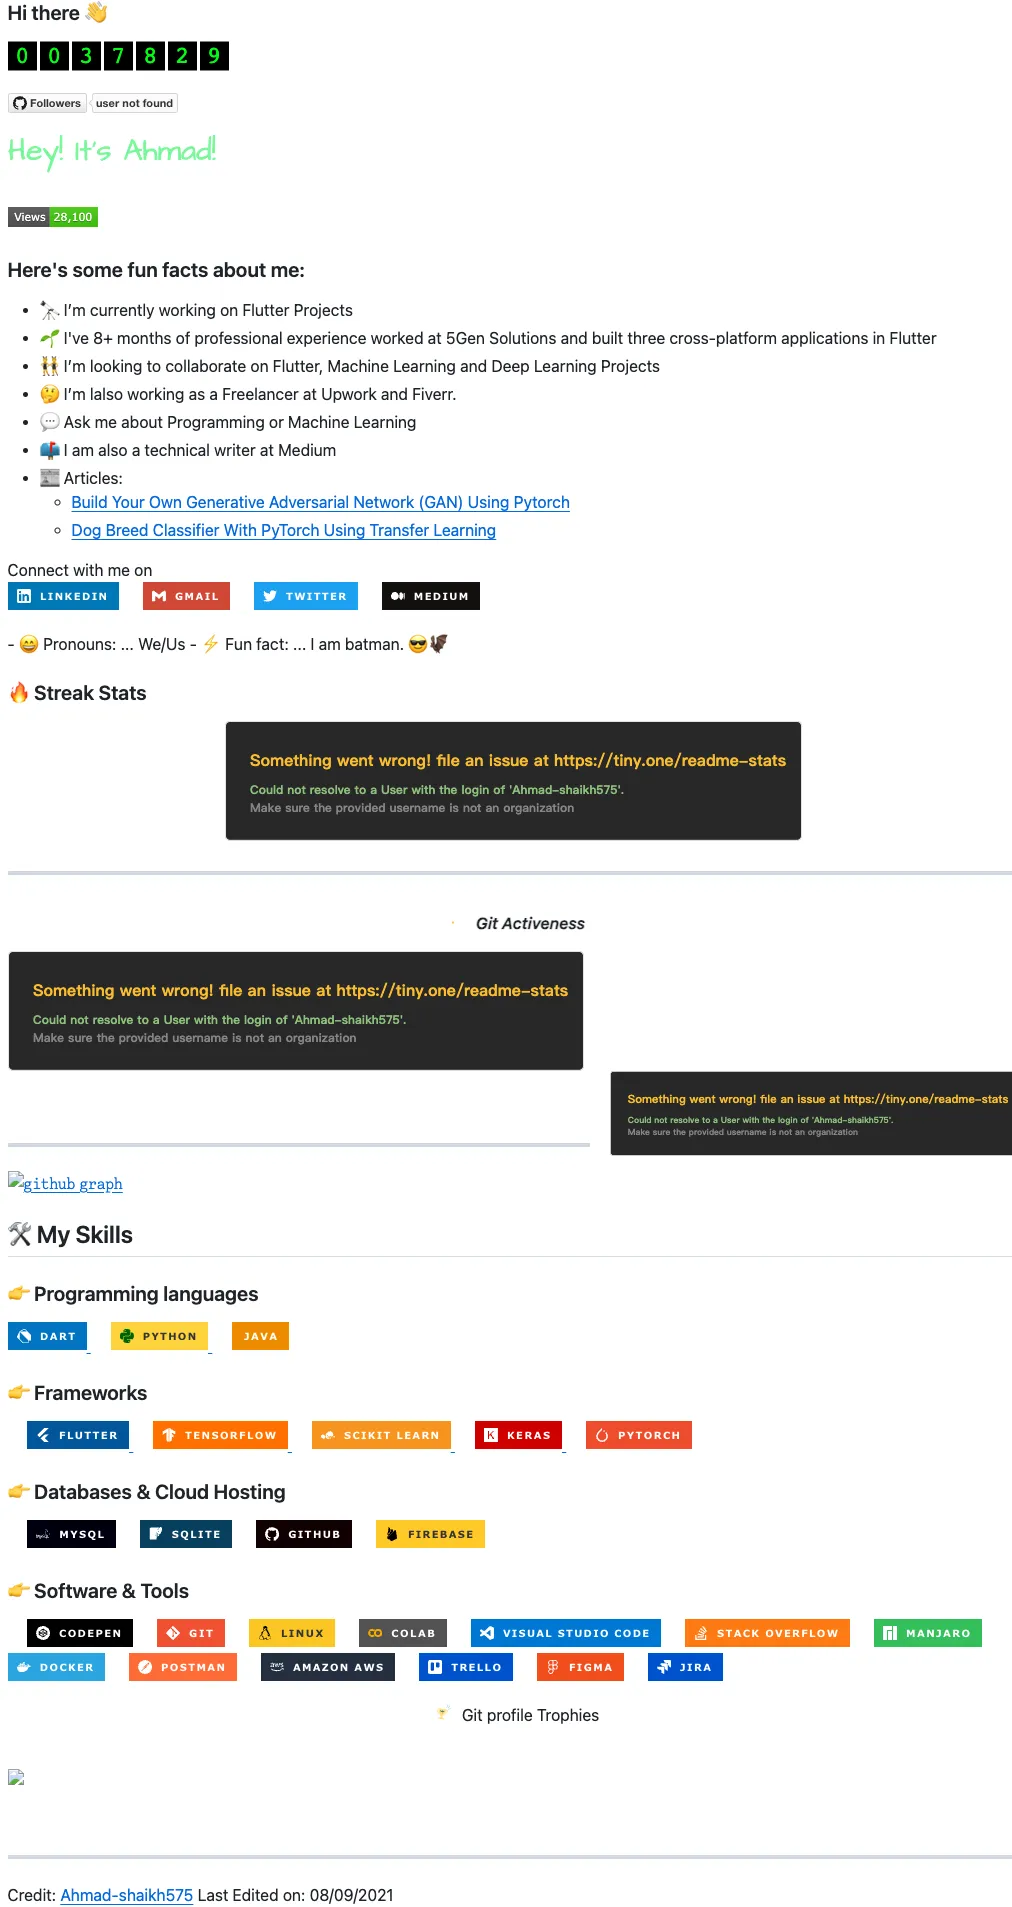 Hi there 👋
0 0 3 7 8 2 9
Followers user not found
Hey! It's Ahmad!
Views 28,100
Here's some fun facts about me:
🔭 I’m currently working on Flutter Projects
🌱 I've 8+ months of professional experience worked at 5Gen Solutions and built three cross-platform applications in Flutter
👯 I’m looking to collaborate on Flutter, Machine Learning and Deep Learning Projects
🤔 I’m lalso working as a Freelancer at Upwork and Fiverr.
💬 Ask me about Programming or Machine Learning
📫 I am also a technical writer at Medium
📰 Articles:
Build Your Own Generative Adversarial Network (GAN) Using Pytorch
Dog Breed Classifier With PyTorch Using Transfer Learning
Connect with me on
LINKEDIN GMAIL TWITTER MEDIUM
- 😄 Pronouns: ... We/Us - ⚡ Fun fact: ... I am batman. 😎🦇
🔥 Streak Stats
Something went wrong! file an issue at https://tiny.one/readme-stats
Could not resolve to a User with the login of 'Ahmad-shaikh575'.
Make sure the provided username is not an organization
Git Activeness
Something went wrong! file an issue at https://tiny.one/readme-stats
Could not resolve to a User with the login of 'Ahmad-shaikh575'.
Make sure the provided username is not an organization
Something went wrong! file an issue at https://tiny.one/readme-stats
Could not resolve to a User with the login of 'Ahmad-shaikh575'.
Make sure the provided username is not an organization
github graph
🛠 My Skills
👉 Programming languages
DART PYTHON JAVA
👉 Frameworks
FLUTTER TENSORFLOW SCIKIT LEARN KERAS PYTORCH
👉 Databases & Cloud Hosting
MYSQL SQLITE GITHUB FIREBASE
👉 Software & Tools
CODEPEN GIT LINUX COLAB VISUAL STUDIO CODE STACK OVERFLOW MANJARO
DOCKER POSTMAN AMAZON AWS TRELLO FIGMA JIRA
Git profile Trophies
Credit: Ahmad-shaikh575 Last Edited on: 08/09/2021